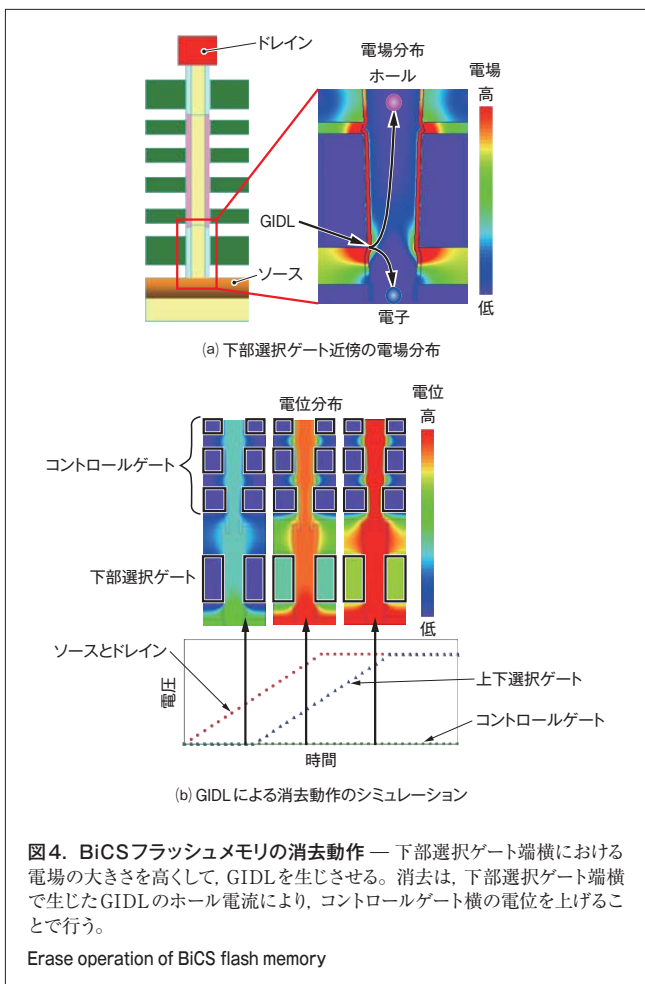 ドレイン
電場分布
ホール
電場
高
GIDL
ソース
電子
低
(a) 下部選択ゲート近傍の電場分布
電位
電位分布
高
コントロールゲート
下部選択ゲート
低
ソースとドレイン
電圧
上下選択ゲート
コントロールゲート
時間
(b) GIDLによる消去動作のシミュレーション
図4. BiCSフラッシュメモリの消去動作 — 下部選択ゲート端横における
電場の大きさを高くして，GIDLを生じさせる。消去は，下部選択ゲート端横
で生じたGIDLのホール電流により，コントロールゲート横の電位を上げるこ
とで行う。
Erase operation of BiCS flash memory